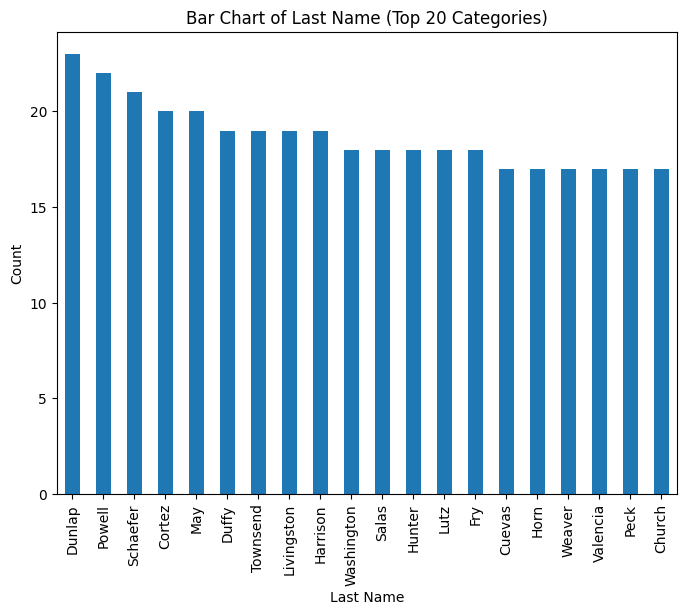 Bar Chart of Last Name (Top 20 Categories)
20
15
10
5
0
Count
Dunlap
Powell
Schaefer
Cortez
May
Duffy
Townsend
Livingston
Harrison
Washington
Salas
Hunter
Lutz
Fry
Cuevas
Horn
Weaver
Valencia
Peck
Church
Last Name